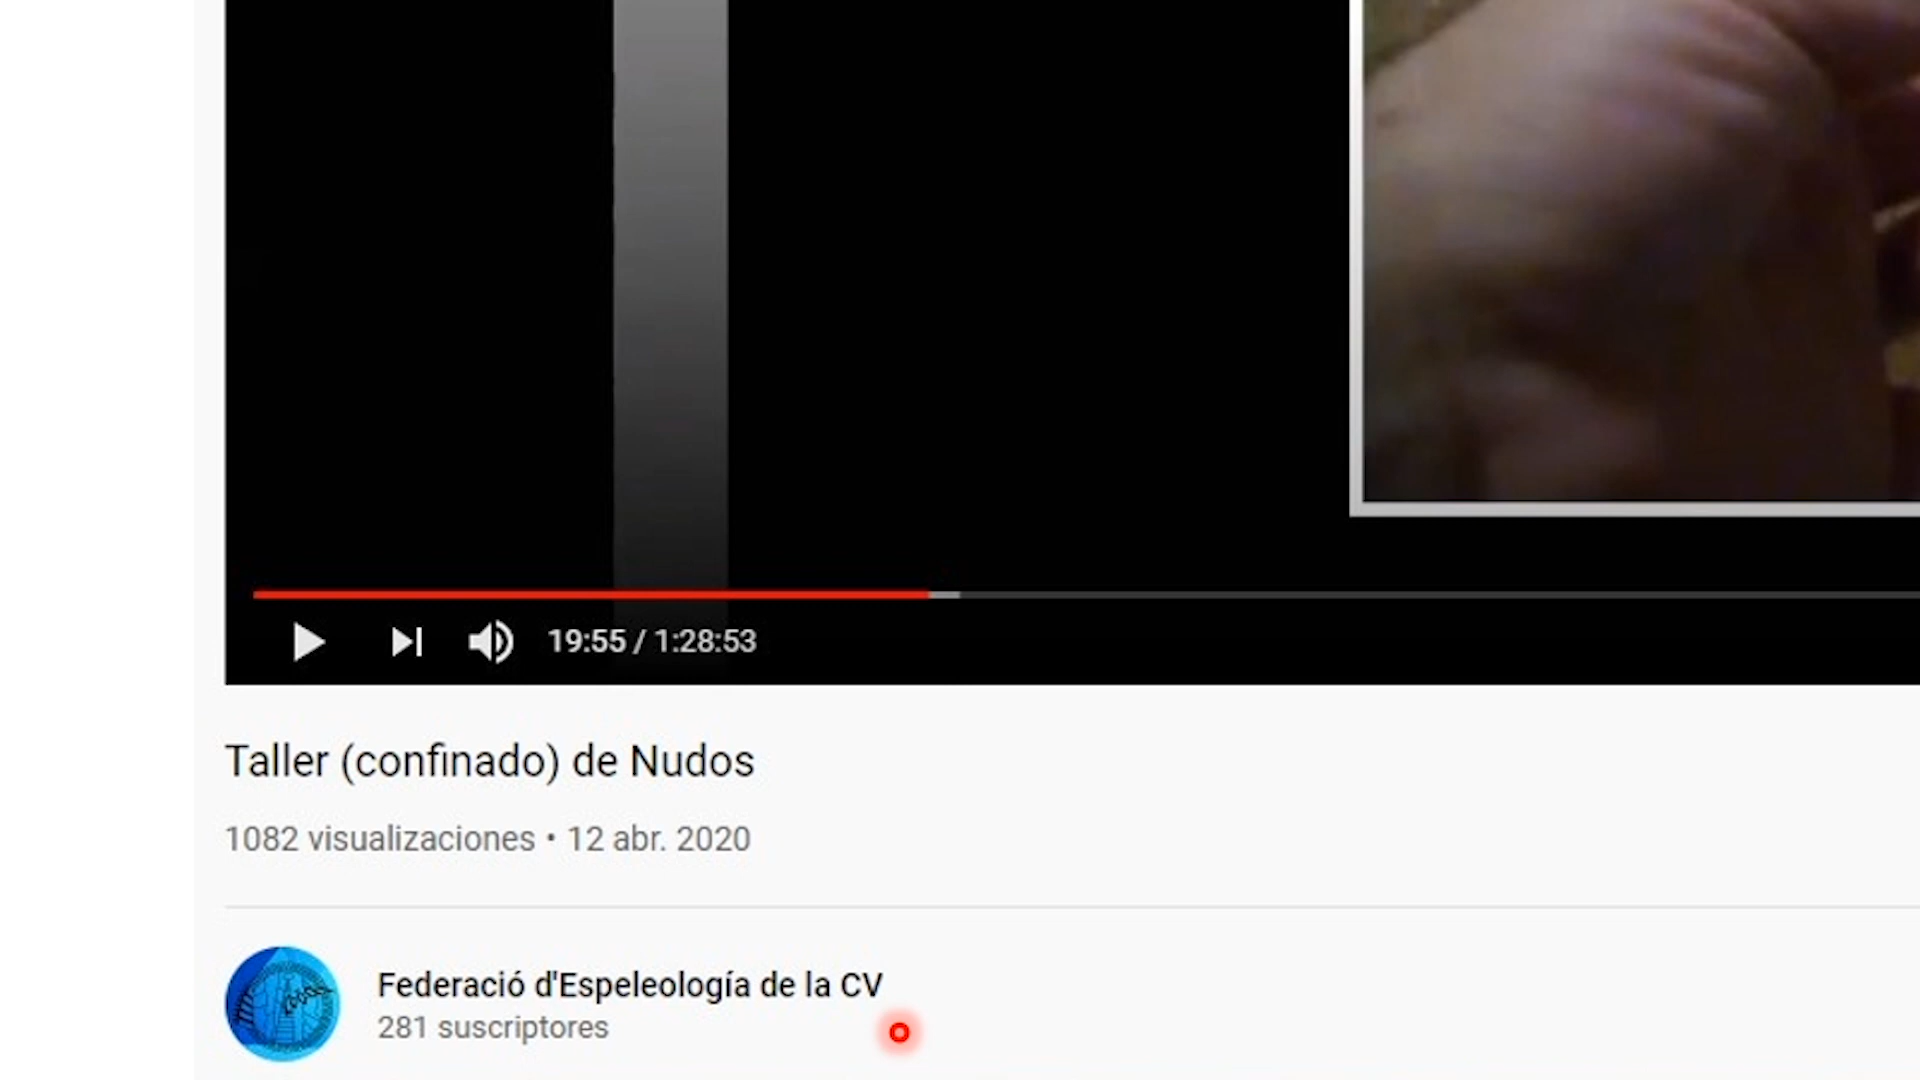 19:55 / 1:28:53
Taller (confinado) de Nudos
1082 visualizaciones • 12 abr. 2020
Federació d'Espeleología de la CV
281 suscriptores